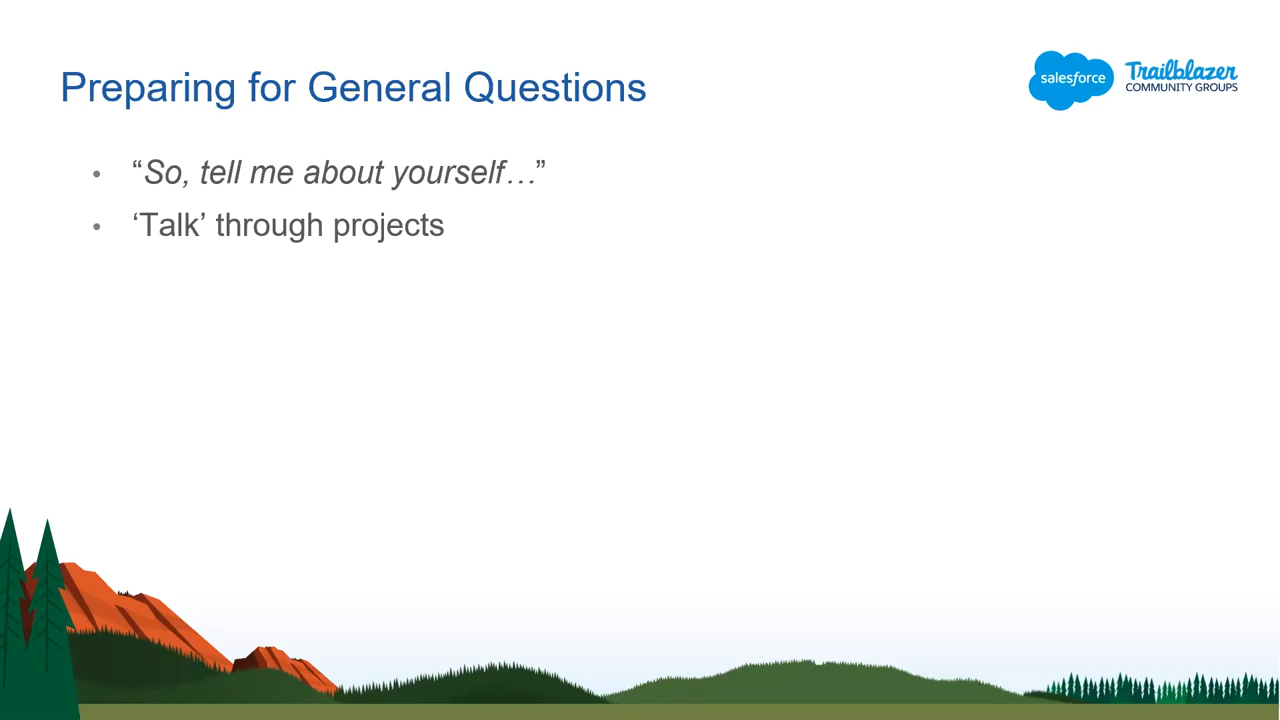 Preparing for General Questions
salesforce
Trailblazer
COMMUNITY GROUPS
• “So, tell me about yourself…”
• ‘Talk’ through projects